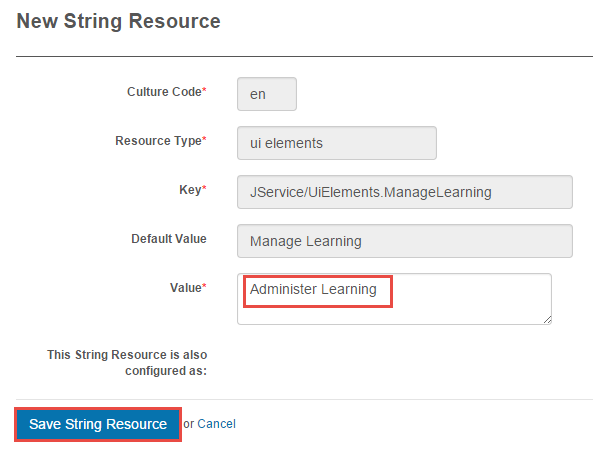 New String Resource
Culture Code*
en
Resource Type*
ui elements
Key*
JService/UiElements.ManageLearning
Default Value
Manage Learning
Value*
Administer Learning
This String Resource is also
configured as:
Save String Resource or Cancel